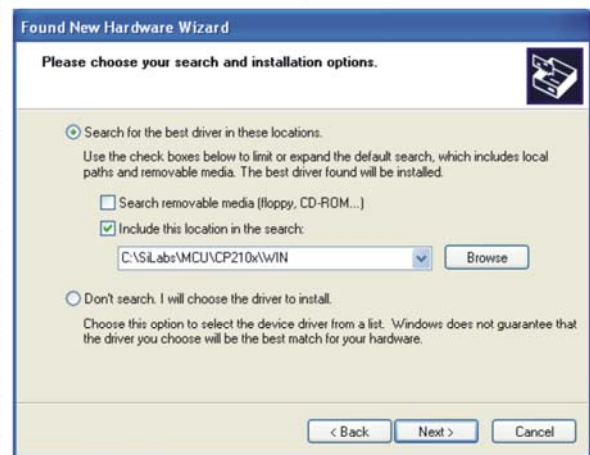 Found New Hardware Wizard
Please choose your search and installation options.
Search for the best driver in these locations.
Use the check boxes below to limit or expand the default search, which includes local
paths and removable media. The best driver found will be installed.
Search removable media (floppy, CD-ROM...)
Include this location in the search:
C:\SiLabs\MCU\CP210x\WIN
Browse
Don't search. I will choose the driver to install.
Choose this option to select the device driver from a list. Windows does not guarantee that
the driver you choose will be the best match for your hardware.
< Back Next > Cancel